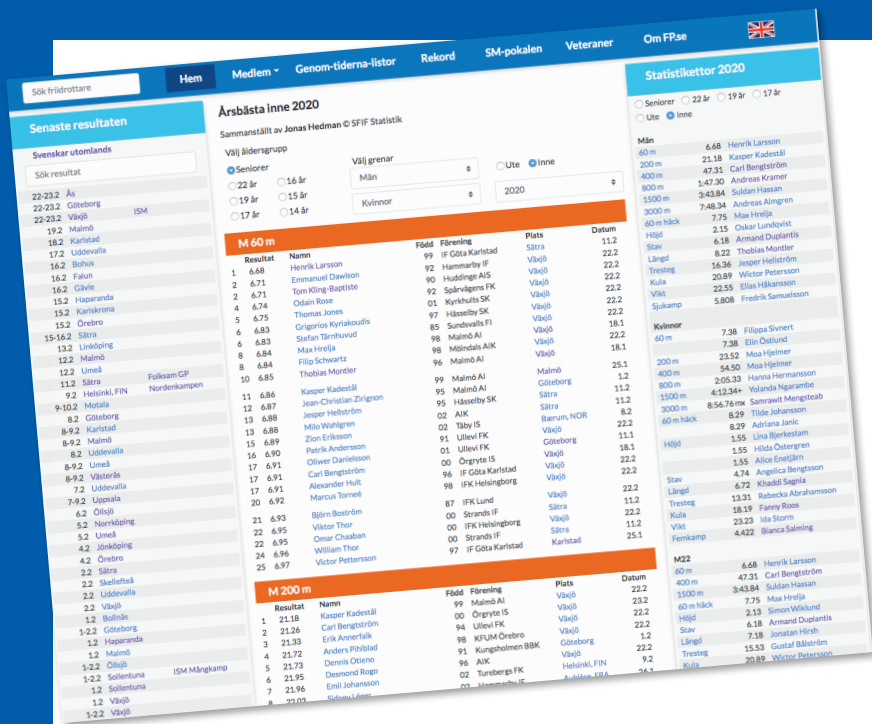 Sök friidrottare
Hem
Medlem
Genom-tiderna-listor
Rekord
SM-pokalen
Veteraner
Om FP.se
Senaste resultaten
Svenskar utomlands
Sök resultat
22-23.2 Ås
22-23.2 Göteborg
22-23.2 Växjö ISM
19.2 Malmö
18.2 Karlstad
17.2 Uddevalla
16.2 Bohus
16.2 Falun
16.2 Gävle
15.2 Haparanda
15.2 Karlskrona
15.2 Örebro
15-16.2 Sätra
13.2 Linköping
12.2 Malmö
12.2 Umeå
11.2 Sätra Folksam GP
9.2 Helsinki, FIN Nordenkampen
9-10.2 Motala
8.2 Göteborg
8-9.2 Karlstad
8-9.2 Malmö
8.2 Uddevalla
8-9.2 Umeå
8-9.2 Västerås
7.2 Uddevalla
7-9.2 Uppsala
6.2 Öllsjö
5.2 Norrköping
5.2 Umeå
4.2 Jönköping
4.2 Örebro
2.2 Sätra
2.2 Skellefteå
2.2 Uddevalla
2.2 Växjö
1.2 Bollnäs
1-2.2 Göteborg
1.2 Haparanda
1.2 Malmö
1-2.2 Öllsjö
1-2.2 Sollentuna ISM Mångkamp
1.2 Sollentuna
1.2 Växjö
1-2.2 Växjö
Årsbästa inne 2020
Sammanställt av Jonas Hedman © SFIF Statistik
Välj åldersgrupp
Seniorer
22 år 16 år
19 år 15 år
17 år 14 år
Välj grenar
Män
Kvinnor
Ute Inne
2020
M 60 m
Resultat Namn Född Förening Plats Datum
1 6.68 Henrik Larsson 99 IF Göta Karlstad Sätra 11.2
2 6.71 Emmanuel Dawison 92 Hammarby IF Växjö 22.2
2 6.71 Tom Kling-Baptiste 90 Huddinge AIS Växjö 22.2
4 6.74 Odain Rose 92 Spårvägens FK Växjö 22.2
5 6.75 Thomas Jones 01 Kyrkhults SK Växjö 22.2
6 6.83 Grigorios Kyriakoudis 97 Hässelby SK Växjö 22.2
6 6.83 Stefan Tärnhuvud 85 Sundsvalls FI Växjö 22.2
8 6.84 Max Hrelja 98 Malmö AI Växjö 18.1
8 6.84 Filip Schwartz 98 Mölndals AIK Växjö 22.2
10 6.85 Thobias Montler 96 Malmö AI Växjö 18.1
11 6.86 Kasper Kadestål 99 Malmö AI Malmö 25.1
12 6.87 Jean-Christian Zirignon 95 Malmö AI Göteborg 1.2
13 6.88 Jesper Hellström 95 Hässelby SK Sätra 11.2
13 6.88 Milo Wahlgren 02 AIK Sätra 11.2
15 6.89 Zion Eriksson 02 Täby IS Bærum, NOR 8.2
16 6.90 Patrik Andersson 91 Ullevi FK Växjö 22.2
17 6.91 Oliwer Danielsson 01 Ullevi FK Göteborg 11.1
17 6.91 Carl Bengtström 00 Örgryte IS Växjö 18.1
17 6.91 Alexander Hult 96 IF Göta Karlstad Växjö 22.2
20 6.92 Marcus Torneé 98 IFK Helsingborg Växjö 22.2
21 6.93 Björn Boström 87 IFK Lund Växjö 22.2
22 6.95 Viktor Thor 00 Strands IF Sätra 11.2
22 6.95 Omar Chaaban 00 IFK Helsingborg Växjö 22.2
24 6.96 William Thor 00 Strands IF Sätra 11.2
25 6.97 Victor Pettersson 97 IF Göta Karlstad Karlstad 25.1
M 200 m
Resultat Namn Född Förening Plats Datum
1 21.18 Kasper Kadestål 99 Malmö AI Växjö 22.2
2 21.26 Carl Bengtström 00 Örgryte IS Växjö 23.2
3 21.33 Erik Annerfalk 94 Ullevi FK Växjö 22.2
4 21.72 Anders Pihlblad 98 KFUM Örebro Växjö 22.2
5 21.73 Dennis Otieno 91 Kungsholmen BBK Göteborg 1.2
6 21.95 Desmond Rogo 96 AIK Växjö 22.2
7 21.96 Emil Johansson 02 Turebergs FK Helsinki, FIN 9.2
8 22.03 Sidney Léger 02 Hammarby IF Aubière, FRA 26.1
Statistikettor 2020
Seniorer 22 år 19 år 17 år
Ute Inne
Män
60 m 6.68 Henrik Larsson
200 m 21.18 Kasper Kadestål
400 m 47.31 Carl Bengtström
800 m 1:47.30 Andreas Kramer
1500 m 3:43.84 Suldan Hassan
3000 m 7:48.34 Andreas Almgren
60 m häck 7.75 Max Hrelja
Höjd 2.15 Oskar Lundqvist
Stav 6.18 Armand Duplantis
Längd 8.22 Thobias Montler
Tresteg 16.36 Jesper Hellström
Kula 20.89 Wictor Petersson
Vikt 22.55 Elias Håkansson
Sjukamp 5.808 Fredrik Samuelsson
Kvinnor
60 m 7.38 Filippa Sivnert
7.38 Elin Östlund
200 m 23.52 Moa Hjelmer
400 m 54.50 Moa Hjelmer
800 m 2:05.33 Hanna Hermansson
1500 m 4:12.34+ Yolanda Ngarambe
3000 m 8:56.76 mx Samrawit Mengsteab
60 m häck 8.29 Tilde Johansson
8.29 Adriana Janic
Höjd 1.55 Lina Bjerkestam
1.55 Hilda Östergren
1.55 Alice Enetjärn
Stav 4.74 Angelica Bengtsson
Längd 6.72 Khaddi Sagnia
Tresteg 13.31 Rebecka Abrahamsson
Kula 18.19 Fanny Roos
Vikt 23.23 Ida Storm
Femkamp 4.422 Bianca Salming
M22
60 m 6.68 Henrik Larsson
400 m 47.31 Carl Bengtström
1500 m 3:43.84 Suldan Hassan
60 m häck 7.75 Max Hrelja
Höjd 2.13 Simon Wiklund
Stav 6.18 Armand Duplantis
Längd 7.18 Jonatan Hirsh
Tresteg 15.53 Gustaf Bälström
Kula 20.89 Wictor Petersson